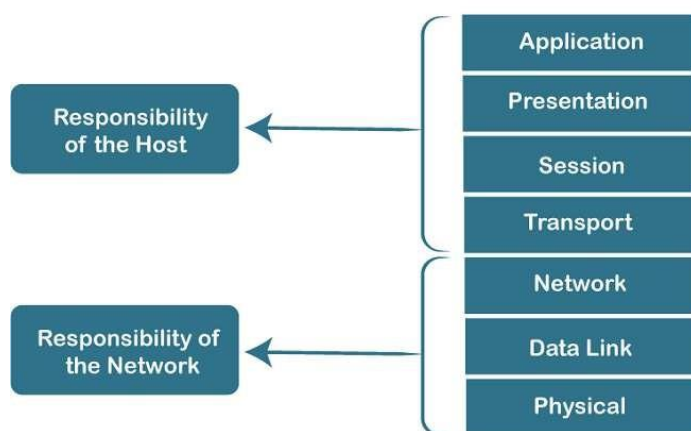 Responsibility
of the Host
Application
Presentation
Session
Transport
Responsibility of
the Network
Network
Data Link
Physical